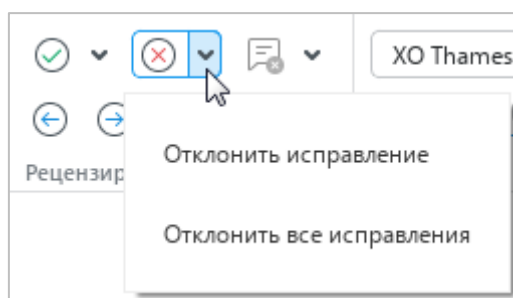 XO Thames
Отклонить исправление
Рецензир
Отклонить все исправления